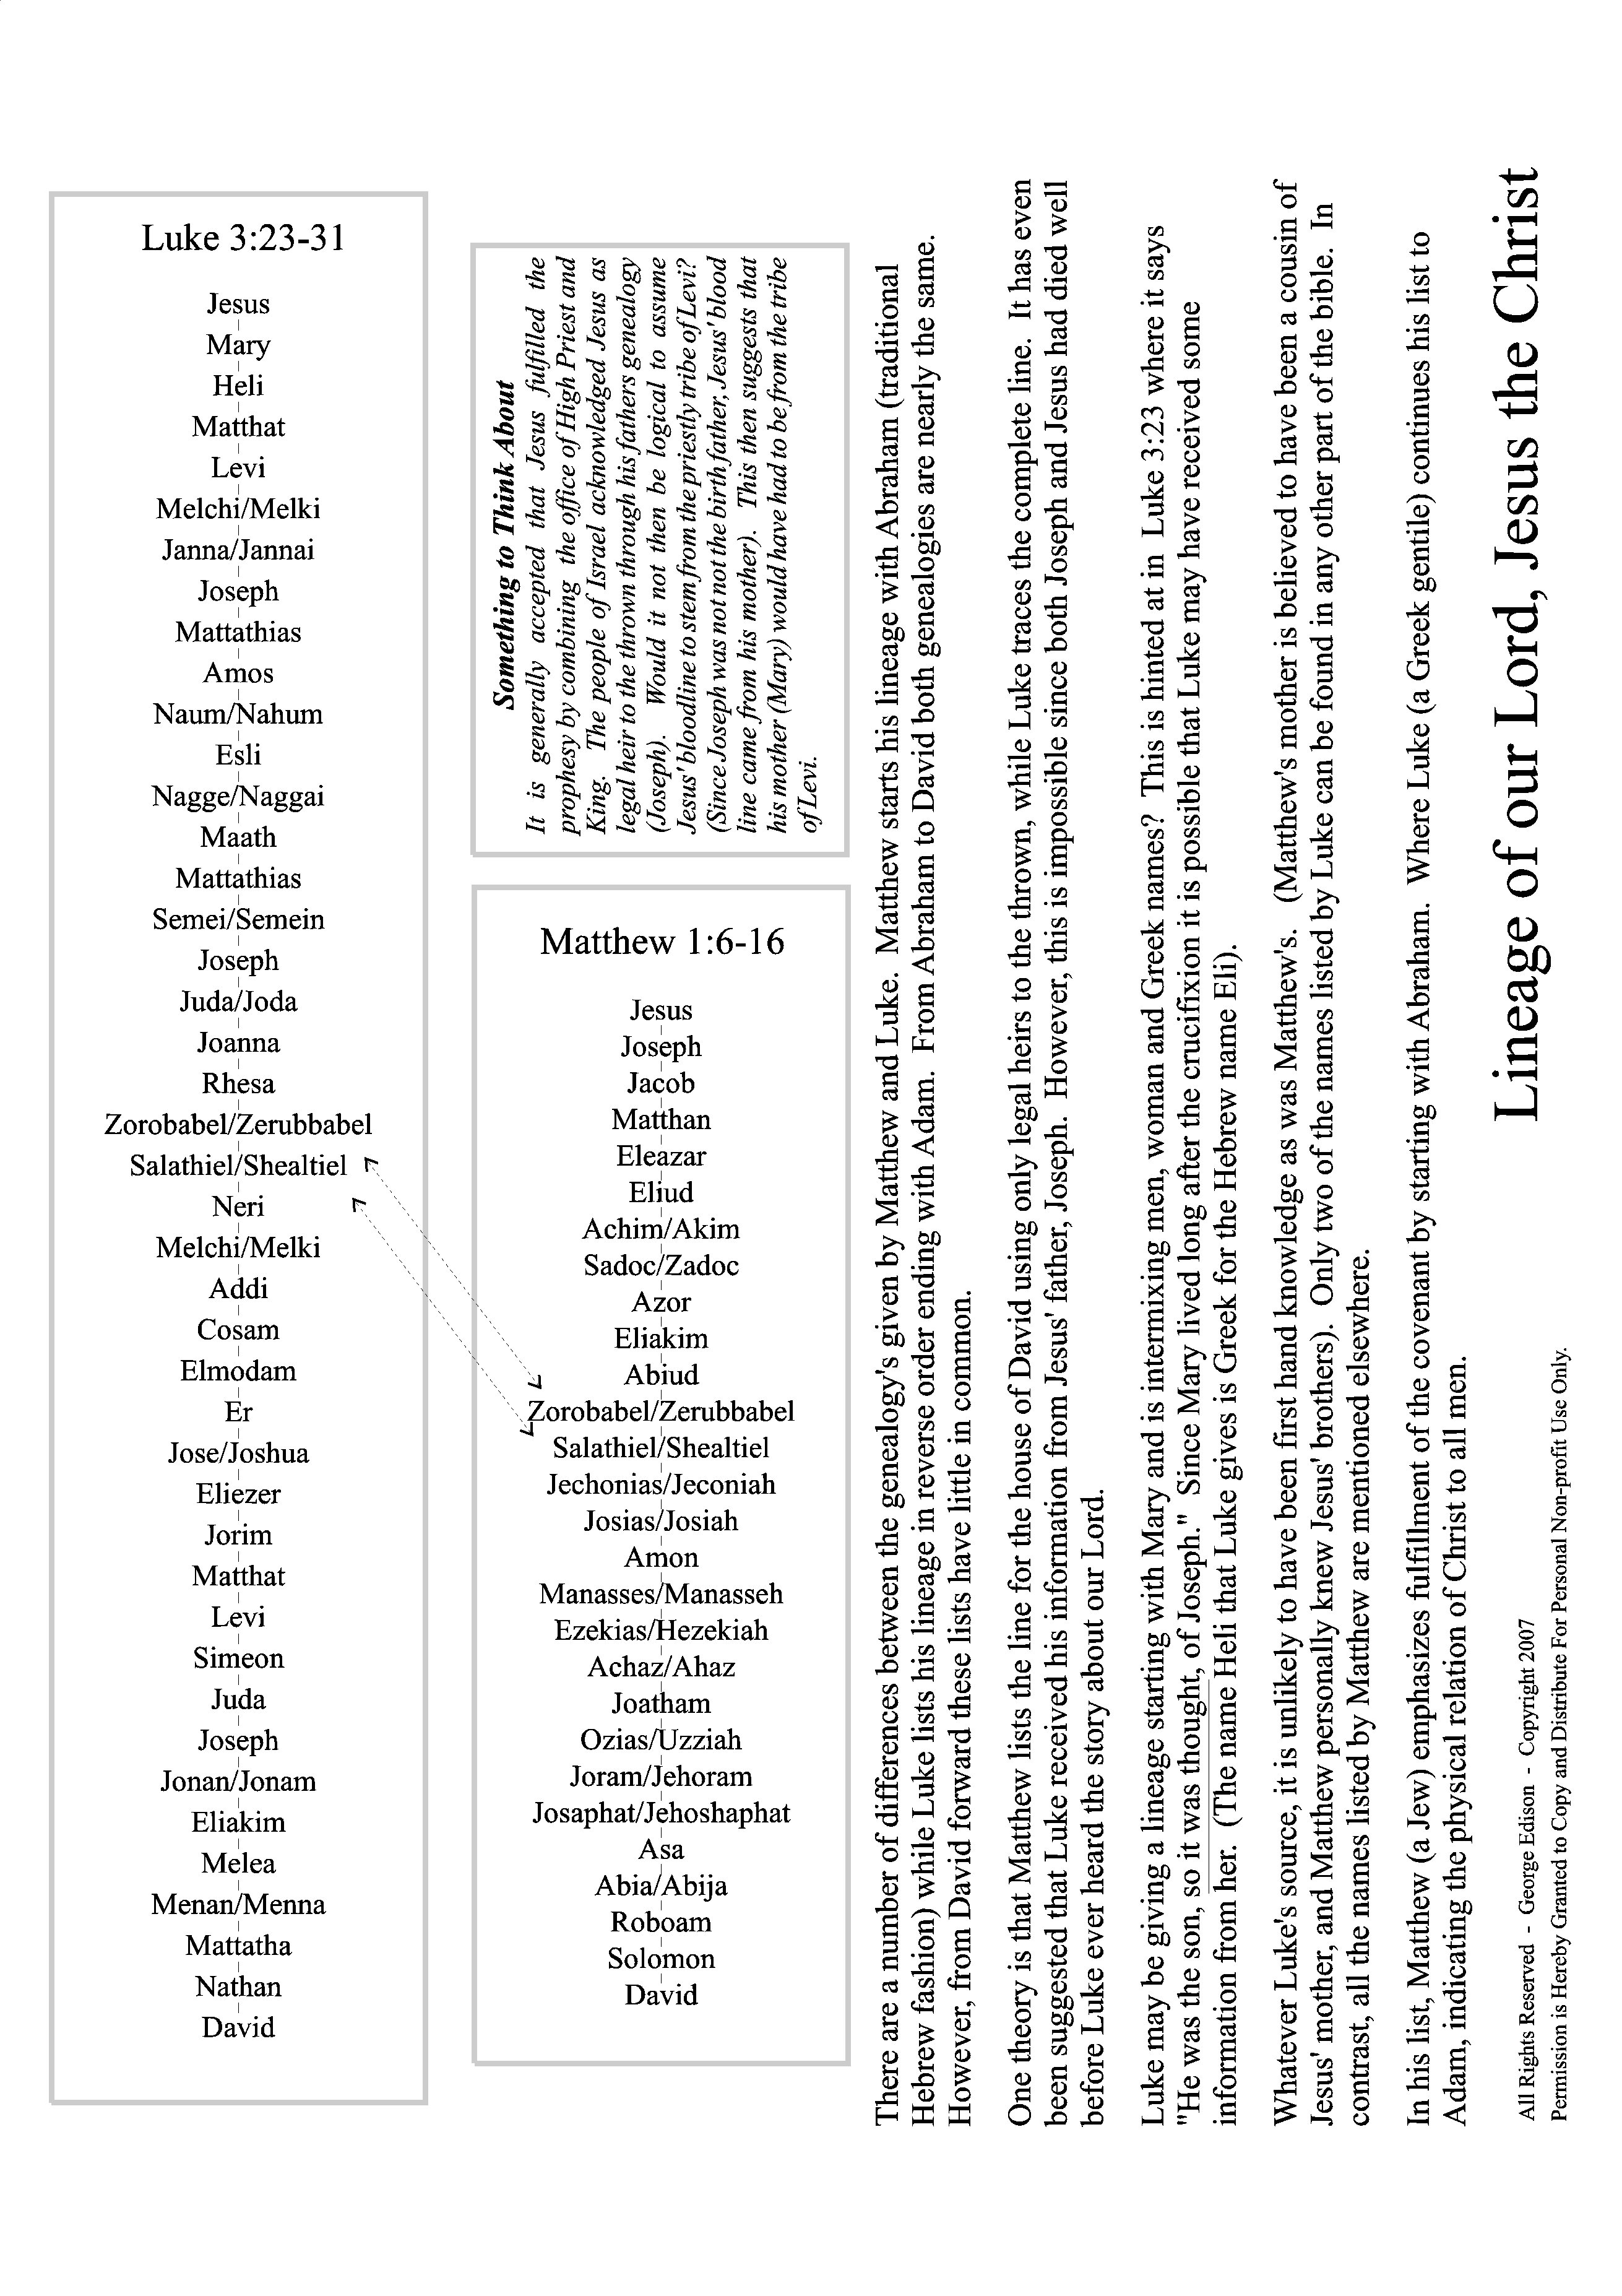 Luke 3:23-31
Jesus
Mary
Heli
Matthat
Levi
Melchi/Melki
Janna/Jannai
Joseph
Mattathias
Amos
Naum/Nahum
Esli
Nagge/Naggai
Maath
Mattathias
Semei/Semein
Joseph
Juda/Joda
Joanna
Rhesa
Zorobabel/Zerubbabel
Salathiel/Shealtiel
Neri
Melchi/Melki
Addi
Cosam
Elmodam
Er
Jose/Joshua
Eliezer
Jorim
Matthat
Levi
Simeon
Juda
Joseph
Jonan/Jonam
Eliakim
Melea
Menan/Menna
Mattatha
Nathan
David
Something to Think About
It is generally accepted that Jesus fulfilled the
prophesy by combining the office of High Priest and
King. The people of Israel acknowledged Jesus as
legal heir to the thrown through his fathers genealogy
(Joseph). Would it not then be logical to assume
Jesus' bloodline to stem from the priestly tribe of Levi?
(Since Joseph was not the birth father, Jesus' blood
line came from his mother). This then suggests that
his mother (Mary) would have had to be from the tribe
of Levi.
Matthew 1:6-16
Jesus
Joseph
Jacob
Matthan
Eleazar
Eliud
Achim/Akim
Sadoc/Zadoc
Azor
Eliakim
Abiud
Zorobabel/Zerubbabel
Salathiel/Shealtiel
Jechonias/Jeconiah
Josias/Josiah
Amon
Manasses/Manasseh
Ezekias/Hezekiah
Achaz/Ahaz
Joatham
Ozias/Uzziah
Joram/Jehoram
Josaphat/Jehoshaphat
Asa
Abia/Abija
Roboam
Solomon
David
There are a number of differences between the genealogy's given by Matthew and Luke. Matthew starts his lineage with Abraham (traditional
Hebrew fashion) while Luke lists his lineage in reverse order ending with Adam. From Abraham to David both genealogies are nearly the same.
However, from David forward these lists have little in common.
One theory is that Matthew lists the line for the house of David using only legal heirs to the thrown, while Luke traces the complete line. It has even
been suggested that Luke received his information from Jesus' father, Joseph. However, this is impossible since both Joseph and Jesus had died well
before Luke ever heard the story about our Lord.
Luke may be giving a lineage starting with Mary and is intermixing men, woman and Greek names? This is hinted at in Luke 3:23 where it says
"He was the son, so it was thought, of Joseph." Since Mary lived long after the crucifixion it is possible that Luke may have received some
information from her. (The name Heli that Luke gives is Greek for the Hebrew name Eli).
Whatever Luke's source, it is unlikely to have been first hand knowledge as was Matthew's. (Matthew's mother is believed to have been a cousin of
Jesus' mother, and Matthew personally knew Jesus' brothers). Only two of the names listed by Luke can be found in any other part of the bible. In
contrast, all the names listed by Matthew are mentioned elsewhere.
In his list, Matthew (a Jew) emphasizes fulfillment of the covenant by starting with Abraham. Where Luke (a Greek gentile) continues his list to
Adam, indicating the physical relation of Christ to all men.
Lineage of our Lord, Jesus the Christ
All Rights Reserved - George Edison - Copyright 2007
Permission is Hereby Granted to Copy and Distribute For Personal Non-profit Use Only.